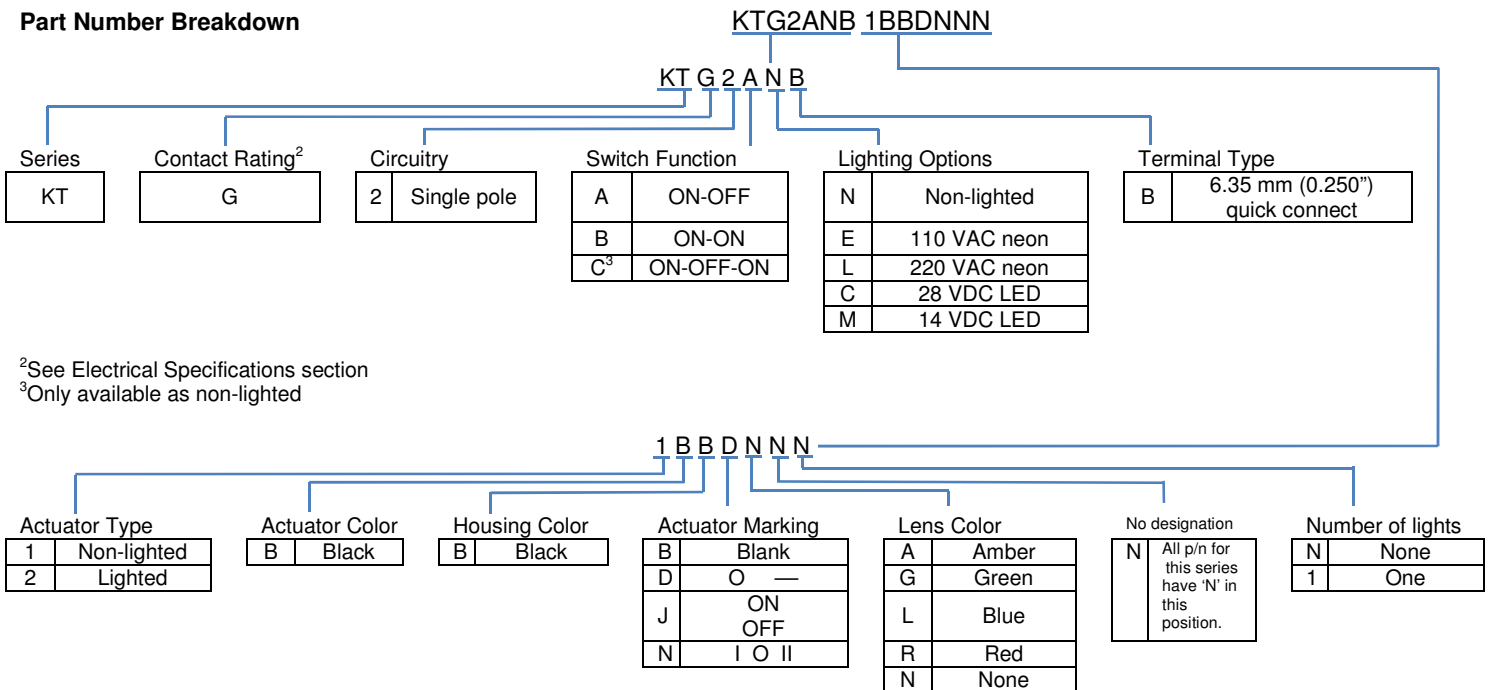 Part Number Breakdown
KTG2ANB 1BBDNNN
KT G 2 A N B
Series
KT
Contact Rating2
G
Circuitry
2 Single pole
Switch Function
A ON-OFF
B ON-ON
C3 ON-OFF-ON
Lighting Options
N Non-lighted
E 110 VAC neon
L 220 VAC neon
C 28 VDC LED
M 14 VDC LED
Terminal Type
B 6.35 mm (0.250”)
quick connect
2See Electrical Specifications section
3Only available as non-lighted
1 B B D N N N
Actuator Type
1 Non-lighted
2 Lighted
Actuator Color
B Black
Housing Color
B Black
Actuator Marking
B Blank
D O —
J ON
OFF
N I O II
Lens Color
A Amber
G Green
L Blue
R Red
N None
No designation
N All p/n for
this series
have ‘N’ in
this
position.
Number of lights
N None
1 One